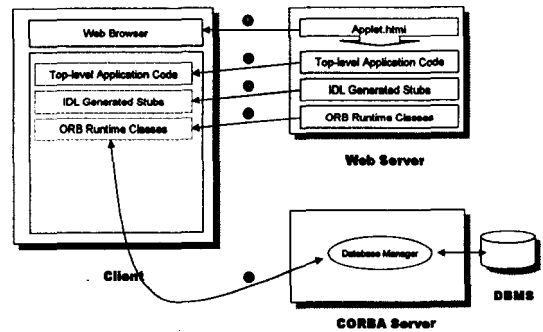 Web Browser
Applet.html
Top-level Application Code
Top-level Application Code
IDL Generated Stubs
IDL Generated Stubs
ORB Runtime Classes
ORB Runtime Classes
Web Server
Database Manager
Client
DBMS
CORBA Server